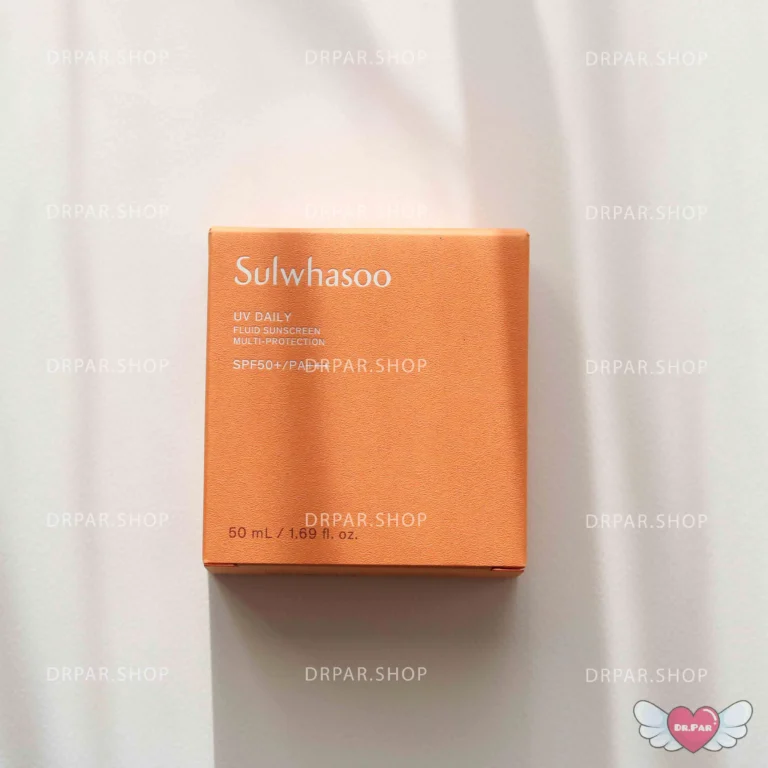 DRPAR.SHOP DRPAR.SHOP DRPAR.SHOP
DRPAR.SHOP DRPAR.SHOP DRPAR.SHOP
Sulwhasoo
UV DAILY
FLUID SUNSCREEN
MULTI-PROTECTION
DRPAR.SHOP DRPAR.SHOP DRPAR.SHOP
SPF50+/PA
DRPAR.SHOP DRPAR.SHOP DRPAR.SHOP
50 mL / 1.69 fl. oz.
DRPAR.SHOP DRPAR.SHOP DRPAR.SHOP
DR.PAR